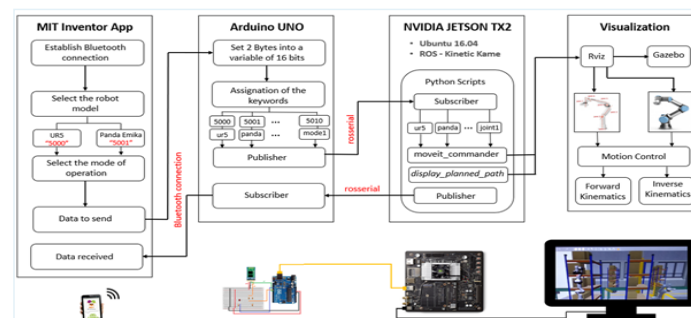 MIT Inventor App
Establish Bluetooth
connection
Select the robot
model
UR5
"5000"
Panda Emika
"5001"
Select the mode of
operation
Data to send
Data received
Bluetooth connection
Arduino UNO
Set 2 Bytes into a
variable of 16 bits
Assignation of the
keywords
5000 5001 ... 5010
ur5 panda ... mode1
Publisher
Subscriber
rosserial
rosserial
NVIDIA JETSON TX2
• Ubuntu 16.04
• ROS - Kinetic Kame
Python Scripts
Subscriber
ur5 panda ... joint1
moveit_commander
display_planned_path
Publisher
Visualization
Rviz
Gazebo
Motion Control
Forward
Kinematics
Inverse
Kinematics